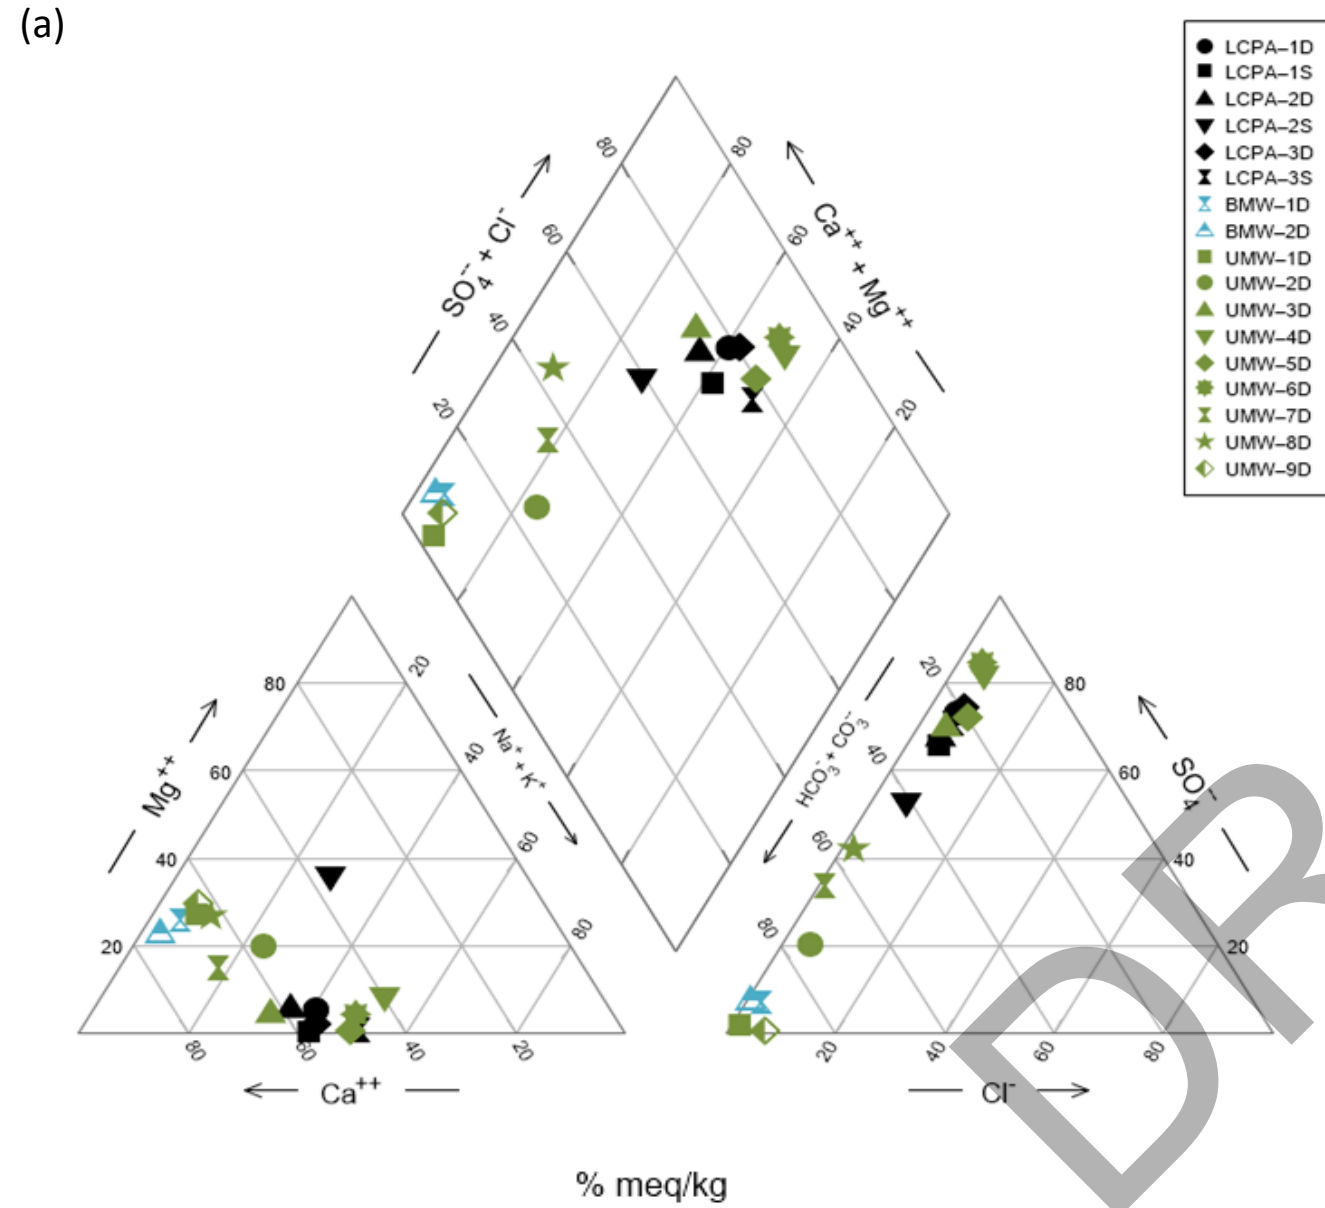 (a)
LCPA–1D
LCPA–1S
LCPA–2D
LCPA–2S
LCPA–3D
LCPA–3S
BMW–1D
BMW–2D
UMW–1D
UMW–2D
UMW–3D
UMW–4D
UMW–5D
UMW–6D
UMW–7D
UMW–8D
UMW–9D
80
60
40
20
SO4-- + Cl-
80
60
40
20
Ca++ + Mg++
Mg++
80
60
40
20
20
40
60
80
Na+ + K+
80
60
40
20
Ca++
HCO3- + CO3--
20
40
60
80
80
60
40
20
SO4--
20
40
60
80
Cl-
% meq/kg
DR